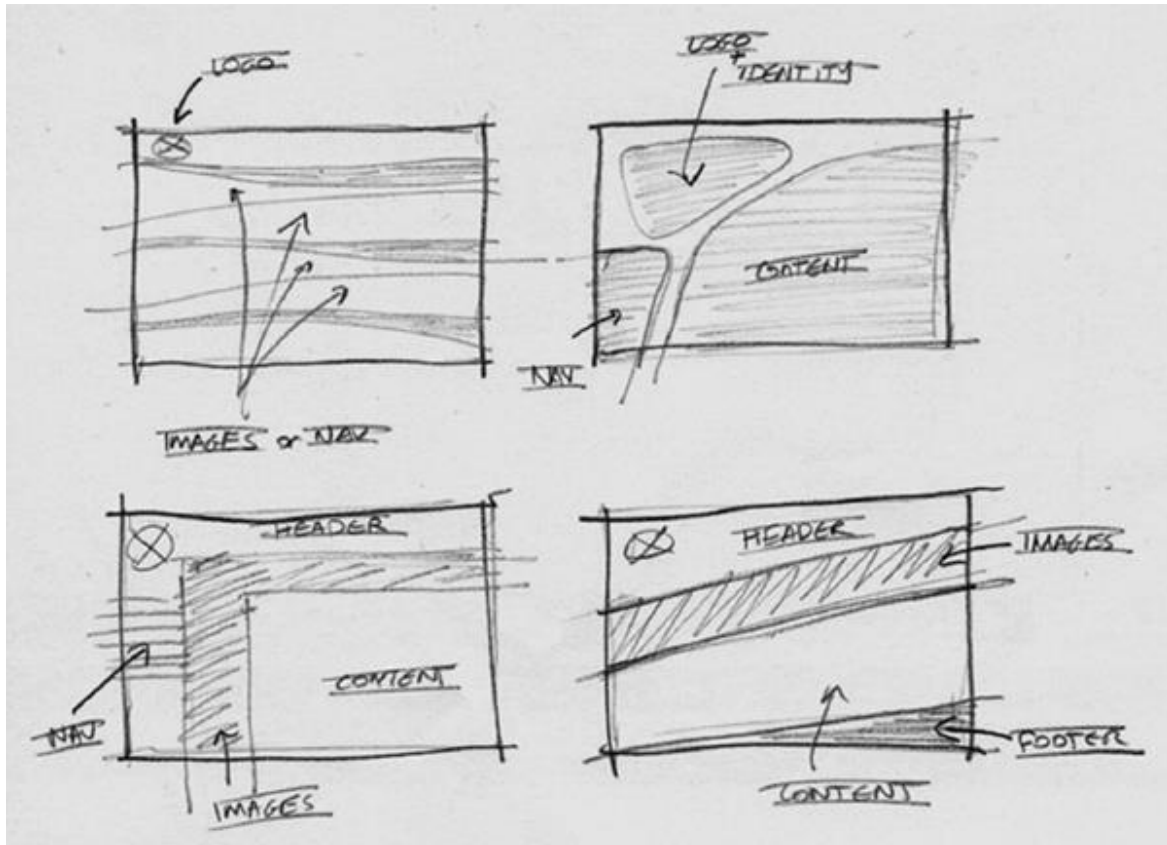 LOGO
IMAGES or NAV
LOGO
+
IDENTITY
CONTENT
NAV
HEADER
CONTENT
NAV
IMAGES
HEADER
IMAGES
FOOTER
CONTENT